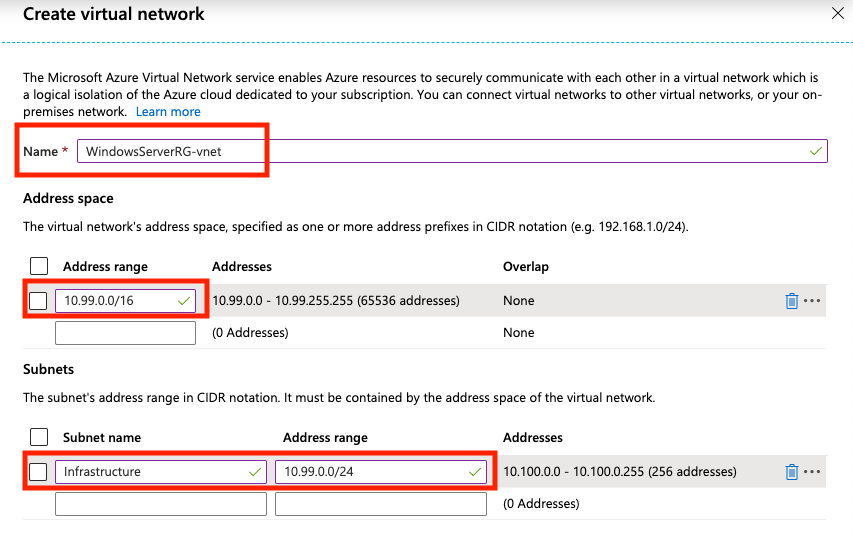 Create virtual network
The Microsoft Azure Virtual Network service enables Azure resources to securely communicate with each other in a virtual network which is
a logical isolation of the Azure cloud dedicated to your subscription. You can connect virtual networks to other virtual networks, or your on-
premises network. Learn more
Name * WindowsServerRG-vnet
Address space
The virtual network's address space, specified as one or more address prefixes in CIDR notation (e.g. 192.168.1.0/24).
Address range Addresses Overlap
10.99.0.0/16 10.99.0.0 - 10.99.255.255 (65536 addresses) None
(0 Addresses) None
Subnets
The subnet's address range in CIDR notation. It must be contained by the address space of the virtual network.
Subnet name Address range Addresses
Infrastructure 10.99.0.0/24 10.100.0.0 - 10.100.0.255 (256 addresses)
(0 Addresses)